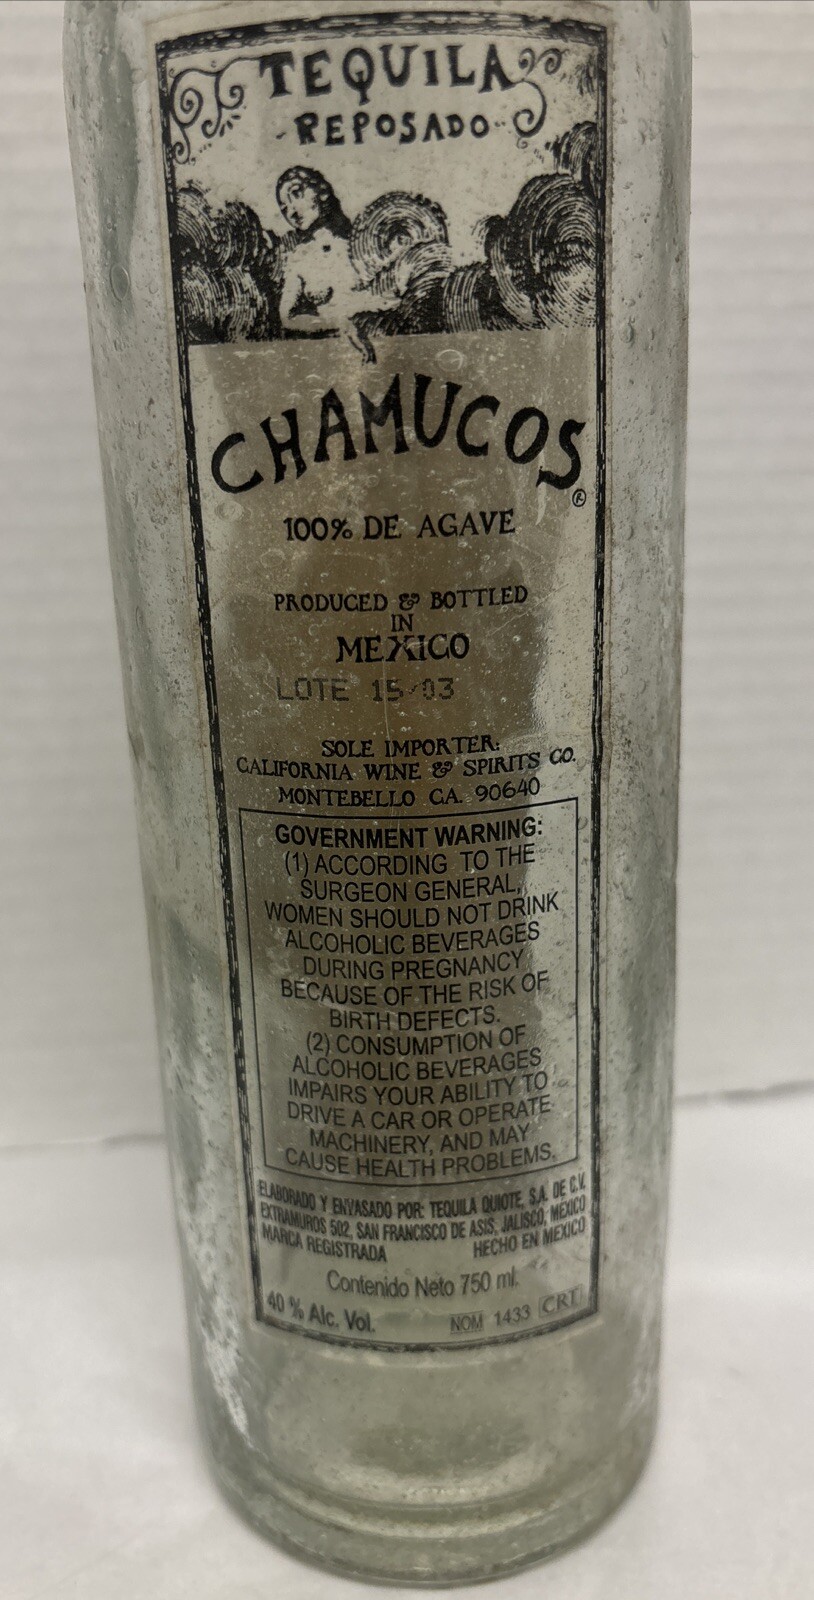 TEQUILA
-REPOSADO-
CHAMUCOS®
100% DE AGAVE
PRODUCED & BOTTLED
IN
MEXICO
LOTE 15-03
SOLE IMPORTER:
CALIFORNIA WINE & SPIRITS CO.
MONTEBELLO CA. 90640
GOVERNMENT WARNING:
(1) ACCORDING TO THE
SURGEON GENERAL,
WOMEN SHOULD NOT DRINK
ALCOHOLIC BEVERAGES
DURING PREGNANCY
BECAUSE OF THE RISK OF
BIRTH DEFECTS.
(2) CONSUMPTION OF
ALCOHOLIC BEVERAGES
IMPAIRS YOUR ABILITY TO
DRIVE A CAR OR OPERATE
MACHINERY, AND MAY
CAUSE HEALTH PROBLEMS.
ELABORADO Y ENVASADO POR: TEQUILA QUIOTE, S.A. DE C.V.
EXTRAMUROS 502, SAN FRANCISCO DE ASIS, JALISCO, MÉXICO
MARCA REGISTRADA HECHO EN MÉXICO
Contenido Neto 750 ml.
40 % Alc. Vol. NOM 1433 CRT